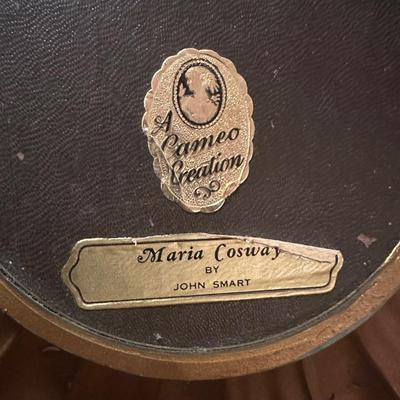 A
Cameo
Creation
Maria Cosway
BY
JOHN SMART